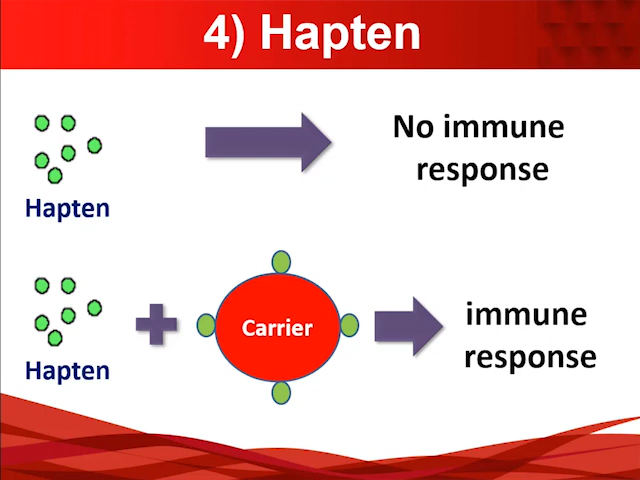 4) Hapten
No immune
response
Hapten
Carrier
immune
response
Hapten